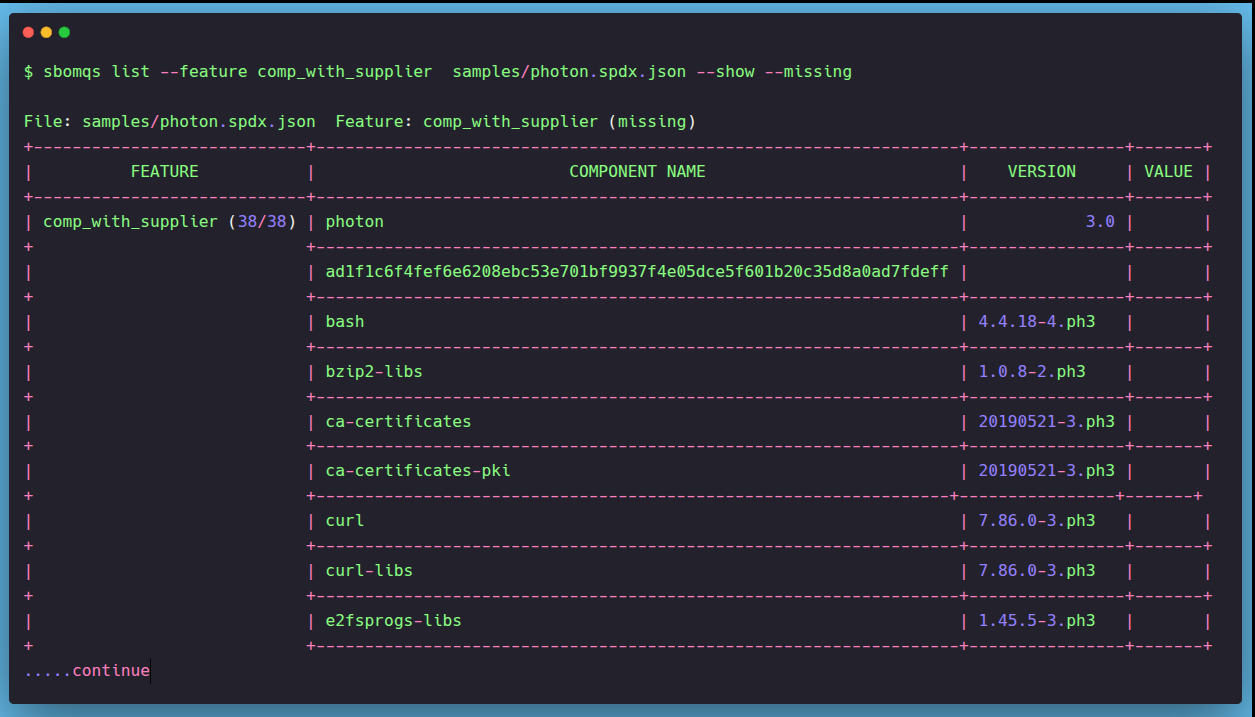 $ sbomqs list --feature comp_with_supplier  samples/photon.spdx.json --show --missing
File: samples/photon.spdx.json  Feature: comp_with_supplier (missing)
+----------------------------+------------------------------------------------------------------+----------------+-------+
|          FEATURE           |                          COMPONENT NAME                          |    VERSION     | VALUE |
+----------------------------+------------------------------------------------------------------+----------------+-------+
| comp_with_supplier (38/38) | photon                                                           |            3.0 |       |
+                            +------------------------------------------------------------------+----------------+-------+
|                            | ad1f1c6f4fef6e6208ebc53e701bf9937f4e05dce5f601b20c35d8a0ad7fdeff |                |       |
+                            +------------------------------------------------------------------+----------------+-------+
|                            | bash                                                             | 4.4.18-4.ph3   |       |
+                            +------------------------------------------------------------------+----------------+-------+
|                            | bzip2-libs                                                       | 1.0.8-2.ph3    |       |
+                            +------------------------------------------------------------------+----------------+-------+
|                            | ca-certificates                                                  | 20190521-3.ph3 |       |
+                            +------------------------------------------------------------------+----------------+-------+
|                            | ca-certificates-pki                                              | 20190521-3.ph3 |       |
+                            +-----------------------------------------------------------------+----------------+-------+
|                            | curl                                                             | 7.86.0-3.ph3   |       |
+                            +------------------------------------------------------------------+----------------+-------+
|                            | curl-libs                                                        | 7.86.0-3.ph3   |       |
+                            +------------------------------------------------------------------+----------------+-------+
|                            | e2fsprogs-libs                                                   | 1.45.5-3.ph3   |       |
+                            +------------------------------------------------------------------+----------------+-------+
.....continue